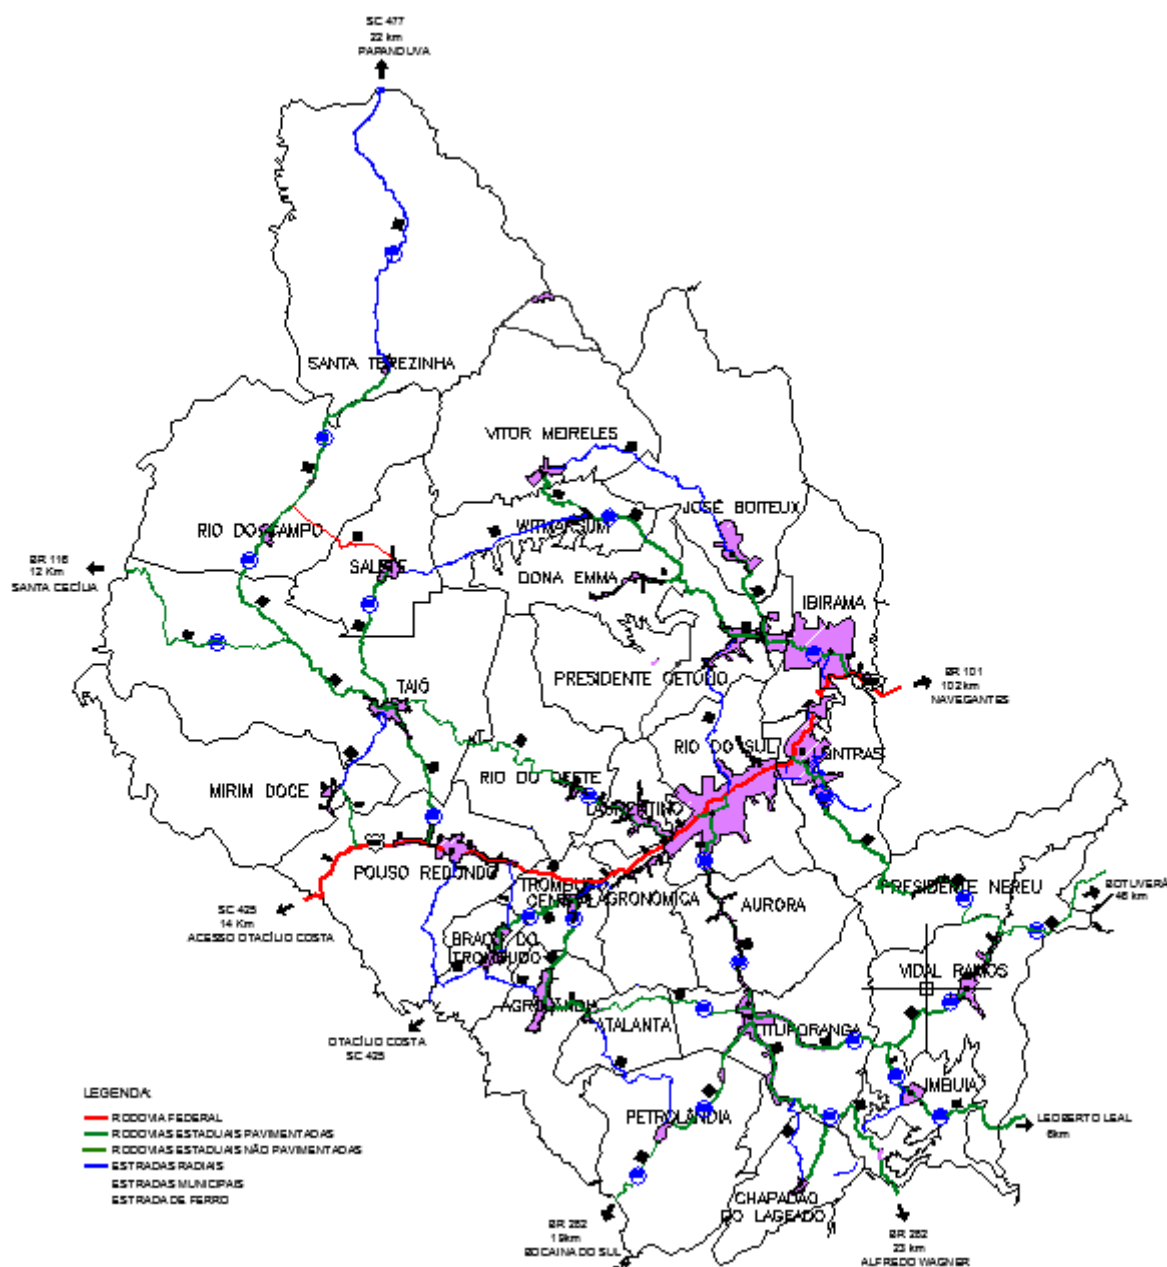 SC 477
22 km
PAPANDUVA
SANTA TEREZINHA
VITOR MEIRELES
JOSÉ BOITEUX
RIO DO CAMPO
WITMARSUM
SALETE
DONA EMMA
IBIRAMA
BR 116
12 Km
SANTA CECÍLIA
PRESIDENTE GETÚLIO
BR 101
102 km
NAVEGANTES
TAIÓ
RIO DO SUL
LONTRAS
RIO DO OESTE
MIRIM DOCE
LAURENTINO
POUSO REDONDO
TROMBUDO
CENTRAL
AGRONÔMICA
AURORA
PRESIDENTE NEREU
BOTUVERÁ
46 km
SC 425
14 Km
ACESSO OTACÍLIO COSTA
BRAÇO DO
TROMBUDO
VIDAL RAMOS
AGROLÂNDIA
ATALANTA
ITUPORANGA
OTACÍLIO COSTA
SC 425
IMBUIA
PETROLÂNDIA
LEOBERTO LEAL
6km
CHAPADÃO
DO LAGEADO
BR 282
19km
BOCAINA DO SUL
BR 282
23 km
ALFREDO WAGNER
LEGENDA:
RODOVIA FEDERAL
RODOVIAS ESTADUAIS PAVIMENTADAS
RODOVIAS ESTADUAIS NÃO PAVIMENTADAS
ESTRADAS RADIAIS
ESTRADAS MUNICIPAIS
ESTRADA DE FERRO